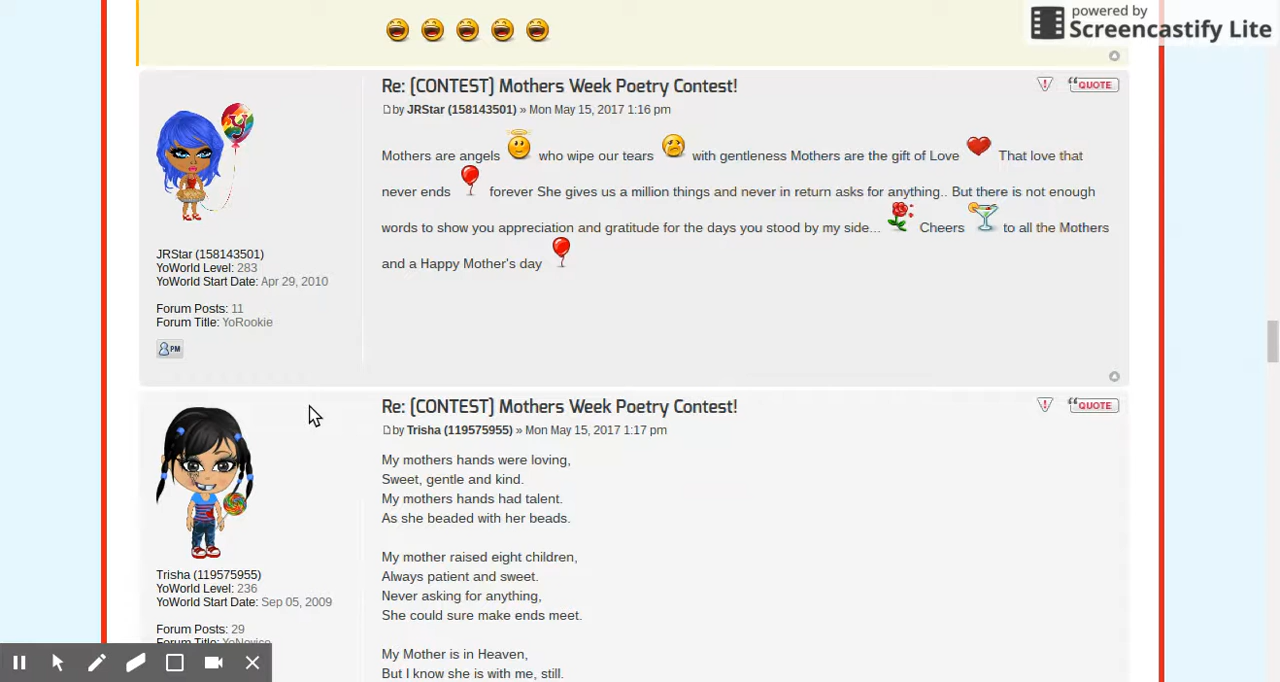 powered by
Screencastify Lite
Re: [CONTEST] Mothers Week Poetry Contest!
QUOTE
by JRStar (158143501) » Mon May 15, 2017 1:16 pm
Mothers are angels who wipe our tears with gentleness Mothers are the gift of Love That love that
never ends forever She gives us a million things and never in return asks for anything.. But there is not enough
words to show you appreciation and gratitude for the days you stood by my side... Cheers to all the Mothers
and a Happy Mother's day
Y
JRStar (158143501)
YoWorld Level: 283
YoWorld Start Date: Apr 29, 2010
Forum Posts: 11
Forum Title: YoRookie
PM
Re: [CONTEST] Mothers Week Poetry Contest!
QUOTE
by Trisha (119575955) » Mon May 15, 2017 1:17 pm
My mothers hands were loving,
Sweet, gentle and kind.
My mothers hands had talent.
As she beaded with her beads.
My mother raised eight children,
Always patient and sweet.
Never asking for anything,
She could sure make ends meet.
My Mother is in Heaven,
But I know she is with me, still.
Trisha (119575955)
YoWorld Level: 236
YoWorld Start Date: Sep 05, 2009
Forum Posts: 29
Forum Title: YoNovice